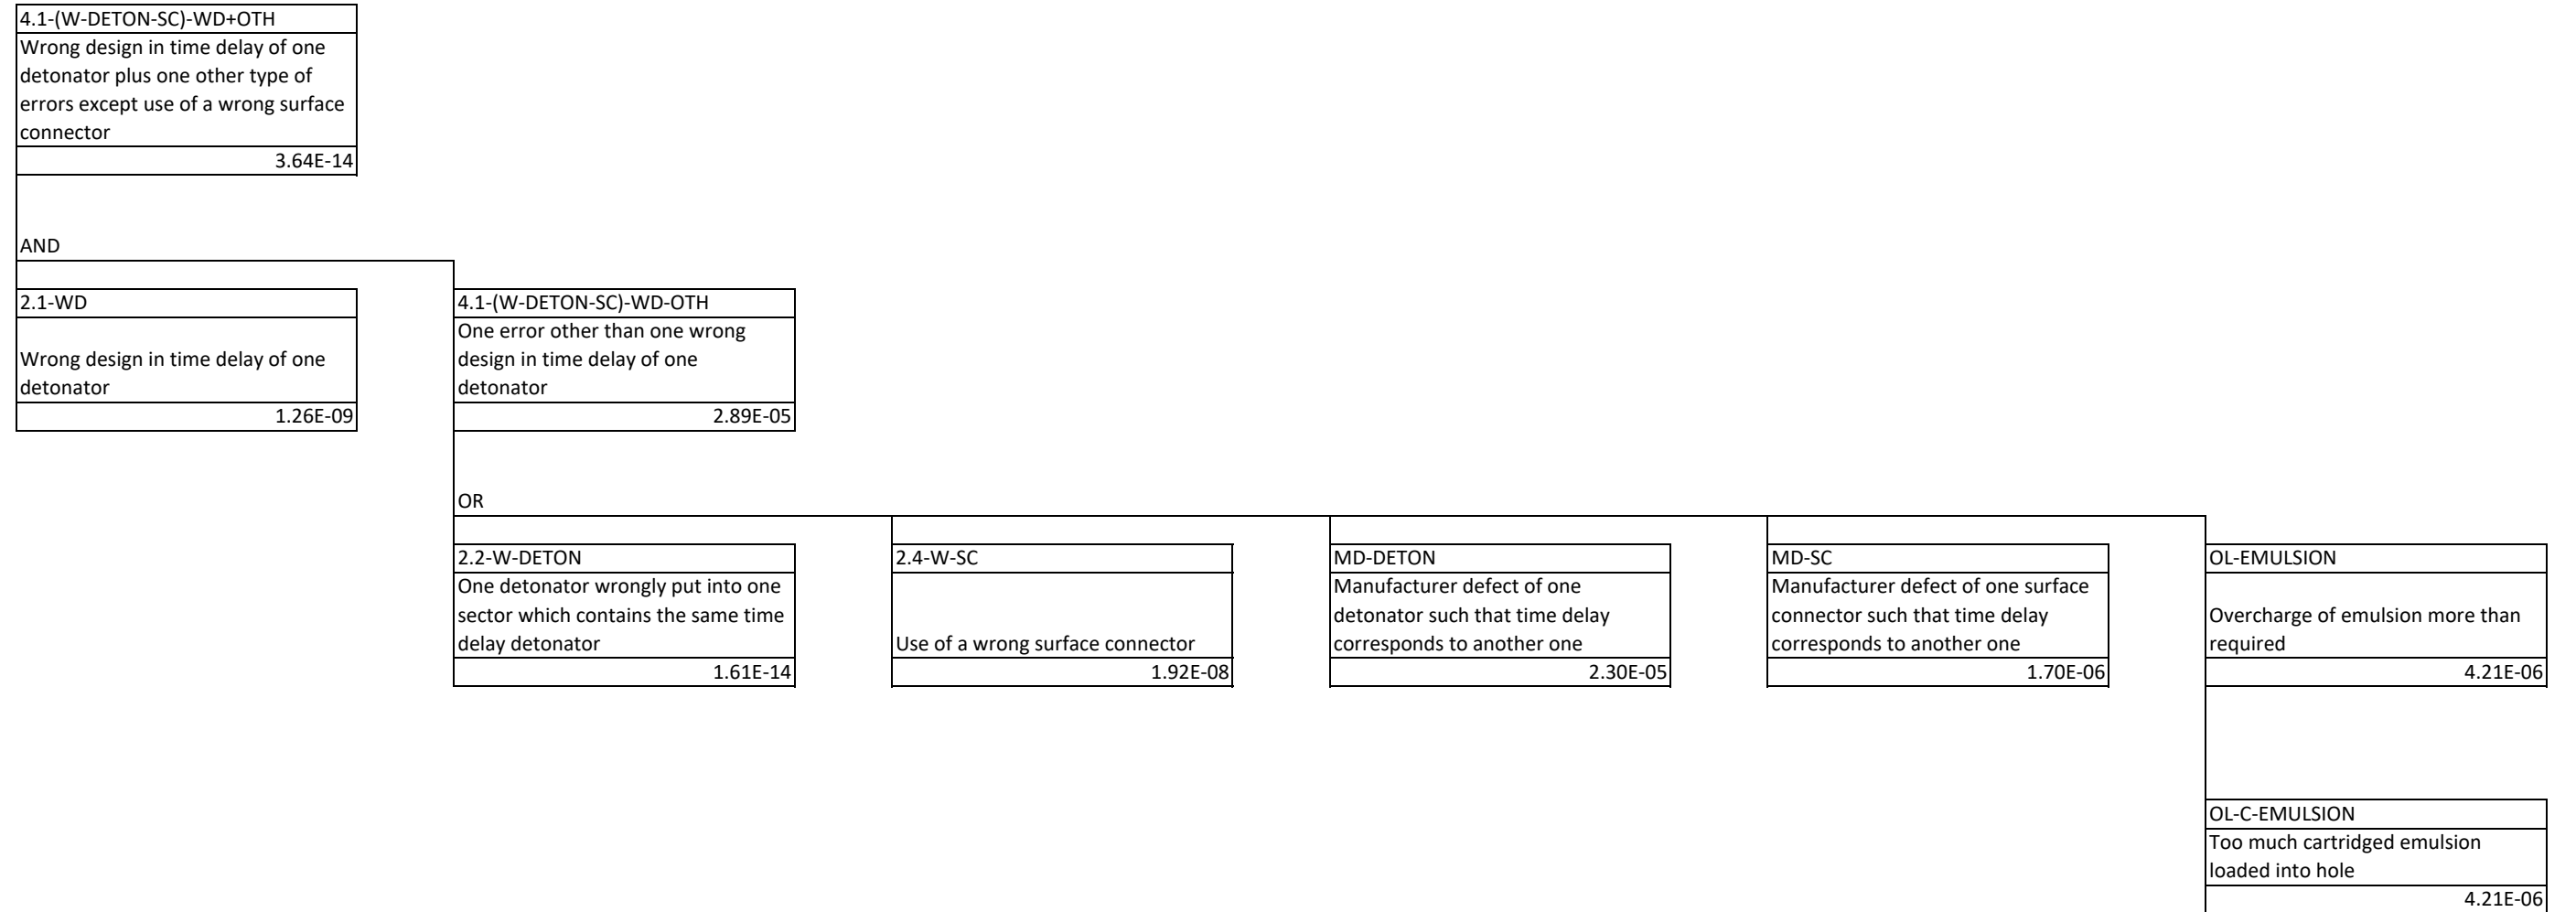 4.1-(W-DETON-SC)-WD+OTH
Wrong design in time delay of one
detonator plus one other type of
errors except use of a wrong surface
connector
3.64E-14
AND
2.1-WD
Wrong design in time delay of one
detonator
1.26E-09
4.1-(W-DETON-SC)-WD-OTH
One error other than one wrong
design in time delay of one
detonator
2.89E-05
OR
2.2-W-DETON
One detonator wrongly put into one
sector which contains the same time
delay detonator
1.61E-14
2.4-W-SC
Use of a wrong surface connector
1.92E-08
MD-DETON
Manufacturer defect of one
detonator such that time delay
corresponds to another one
2.30E-05
MD-SC
Manufacturer defect of one surface
connector such that time delay
corresponds to another one
1.70E-06
OL-EMULSION
Overcharge of emulsion more than
required
4.21E-06
OL-C-EMULSION
Too much cartridged emulsion
loaded into hole
4.21E-06